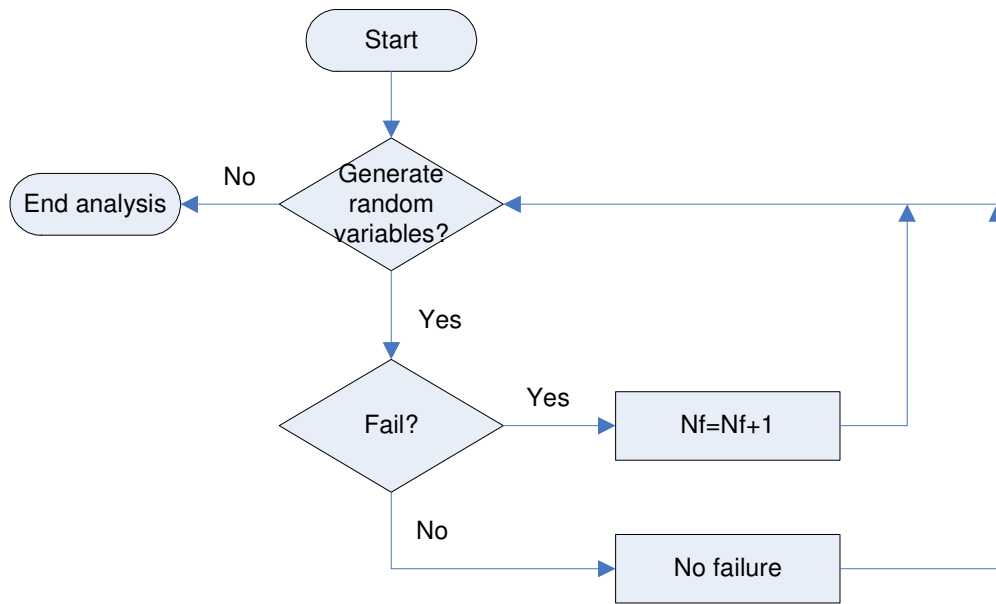 Start
Generate
random
variables?
No
End analysis
Yes
Fail?
Yes
Nf=Nf+1
No
No failure